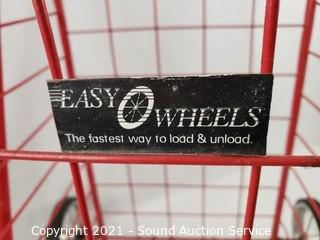 EASY WHEELS
The fastest way to load & unload.
Copyright 2021 - Sound Auction Service